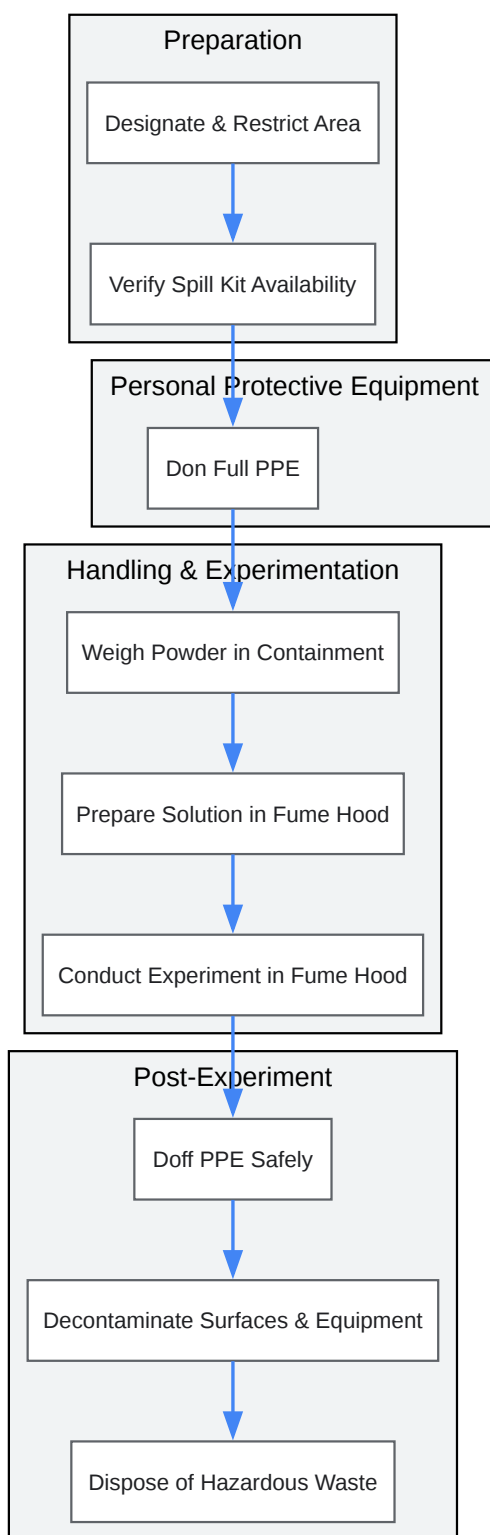 Preparation
Designate & Restrict Area
Verify Spill Kit Availability
Personal Protective Equipment
Don Full PPE
Handling & Experimentation
Weigh Powder in Containment
Prepare Solution in Fume Hood
Conduct Experiment in Fume Hood
Post-Experiment
Doff PPE Safely
Decontaminate Surfaces & Equipment
Dispose of Hazardous Waste